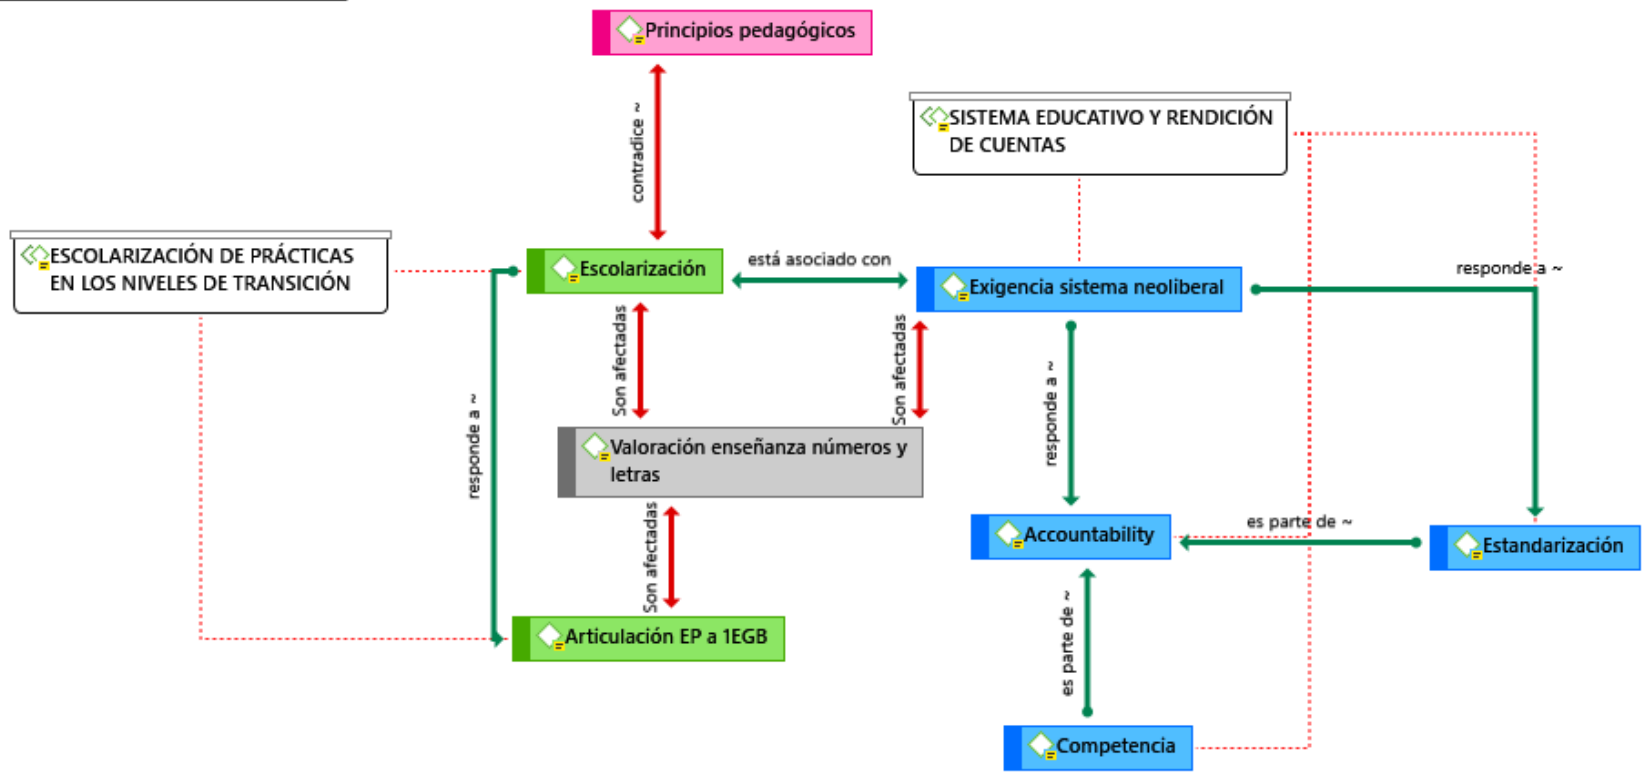 Principios pedagógicos
contradice ~
SISTEMA EDUCATIVO Y RENDICIÓN
DE CUENTAS
ESCOLARIZACIÓN DE PRÁCTICAS
EN LOS NIVELES DE TRANSICIÓN
Escolarización
está asociado con
Exigencia sistema neoliberal
responde a ~
Son afectadas
Son afectadas
responde a ~
responde a ~
Valoración enseñanza números y
letras
Son afectadas
Accountability
es parte de ~
Estandarización
Articulación EP a 1EGB
es parte de ~
Competencia